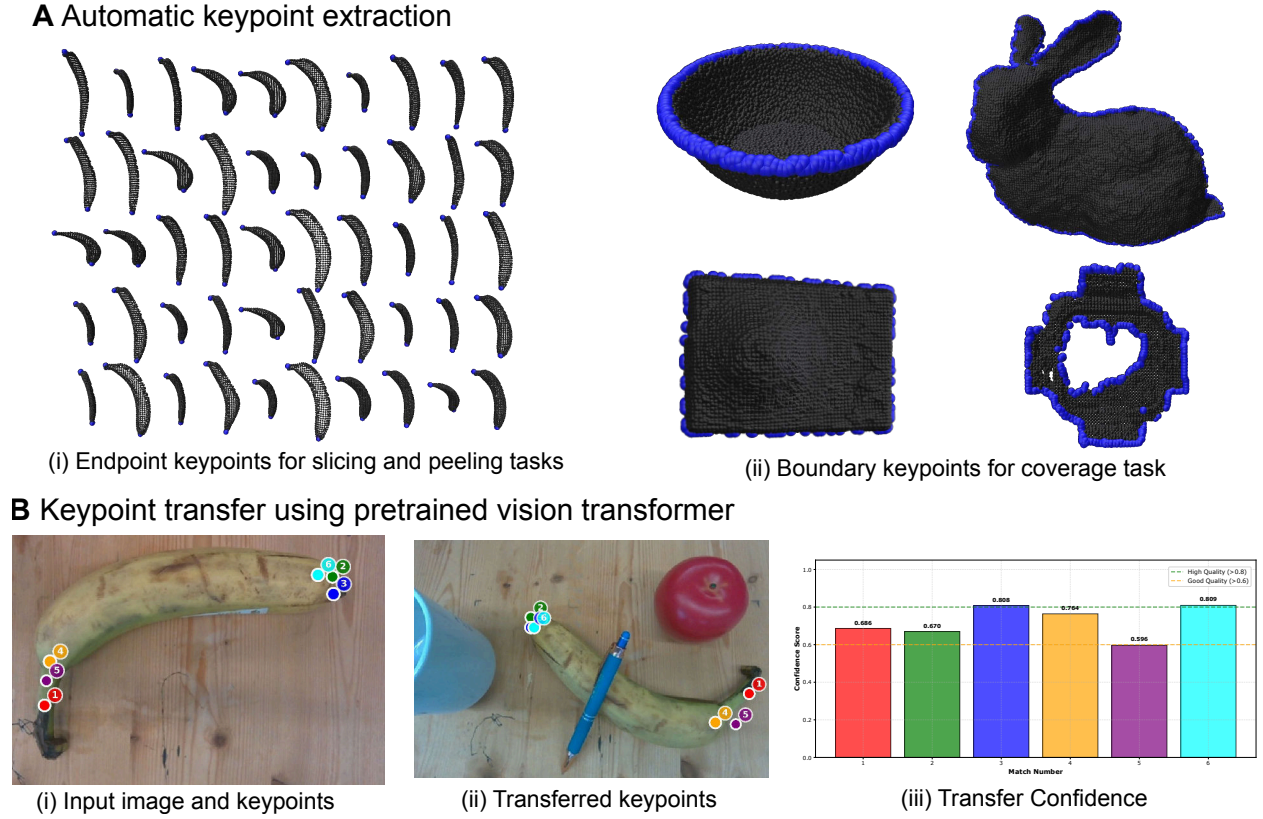 A Automatic keypoint extraction
(i) Endpoint keypoints for slicing and peeling tasks
(ii) Boundary keypoints for coverage task
B Keypoint transfer using pretrained vision transformer
6 2
3
4
5
1
2
6
1
4
5
1.0
0.8
0.6
0.4
0.2
0.0
Confidence Score
High Quality (>0.8)
Good Quality (>0.6)
0.686
0.670
0.808
0.764
0.596
0.809
1 2 3 4 5 6
Match Number
(i) Input image and keypoints
(ii) Transferred keypoints
(iii) Transfer Confidence